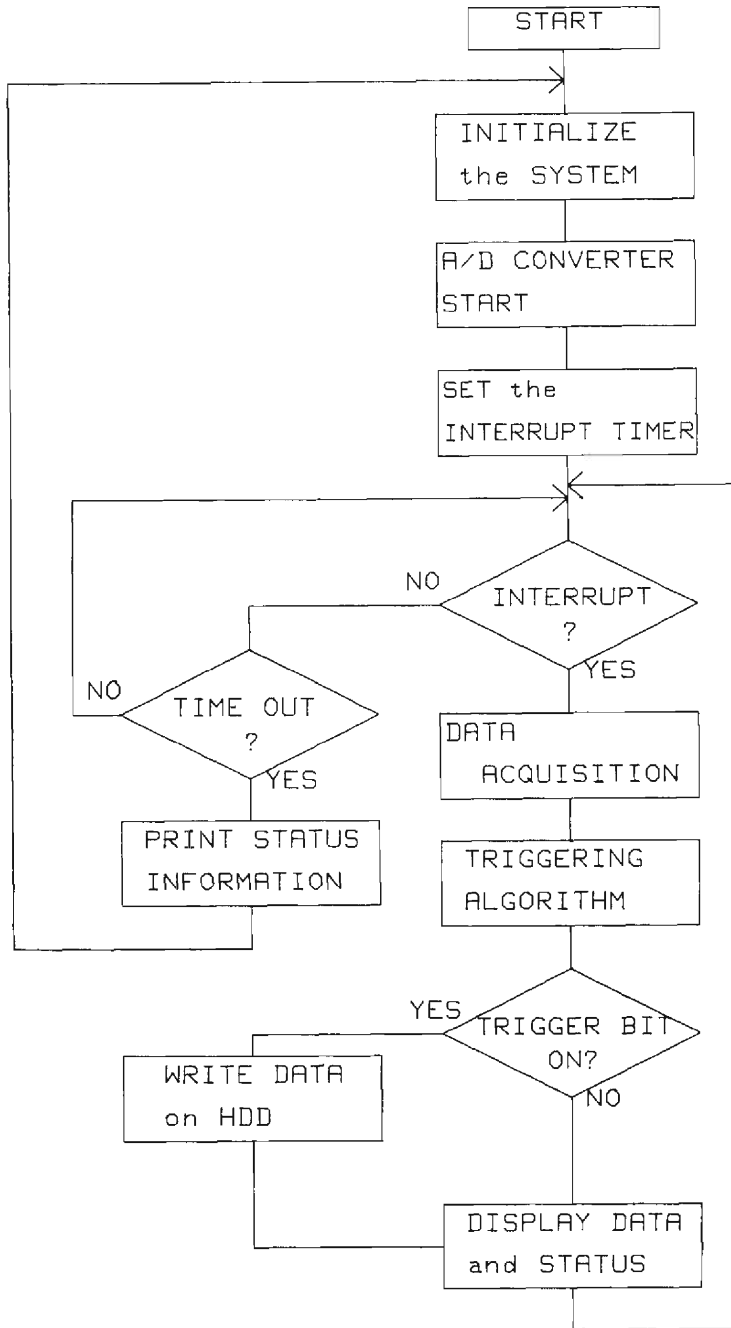 START
INITIALIZE
the SYSTEM
A/D CONVERTER
START
SET the
INTERRUPT TIMER
NO
INTERRUPT
?
YES
NO
TIME OUT
?
YES
DATA
ACQUISITION
PRINT STATUS
INFORMATION
TRIGGERING
ALGORITHM
YES
TRIGGER BIT
ON?
NO
WRITE DATA
on HDD
DISPLAY DATA
and STATUS